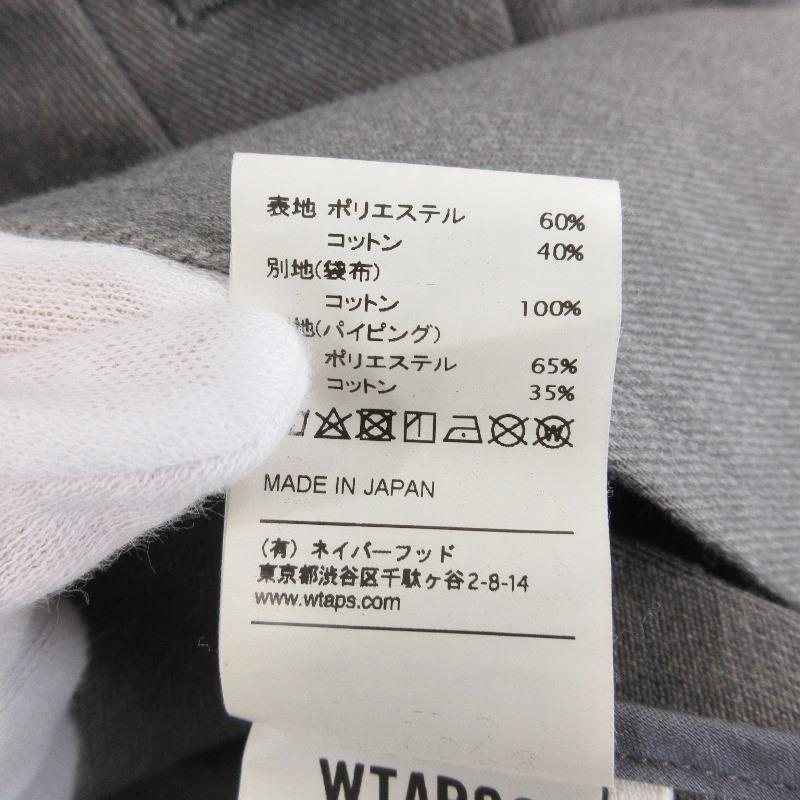 表地 ポリエステル 60%
コットン 40%
別地(袋布)
コットン 100%
地(パイピング)
ポリエステル 65%
コットン 35%
MADE IN JAPAN
(有) ネイバーフッド
東京都渋谷区千駄ヶ谷2-8-14
www.wtaps.com
WTAPS